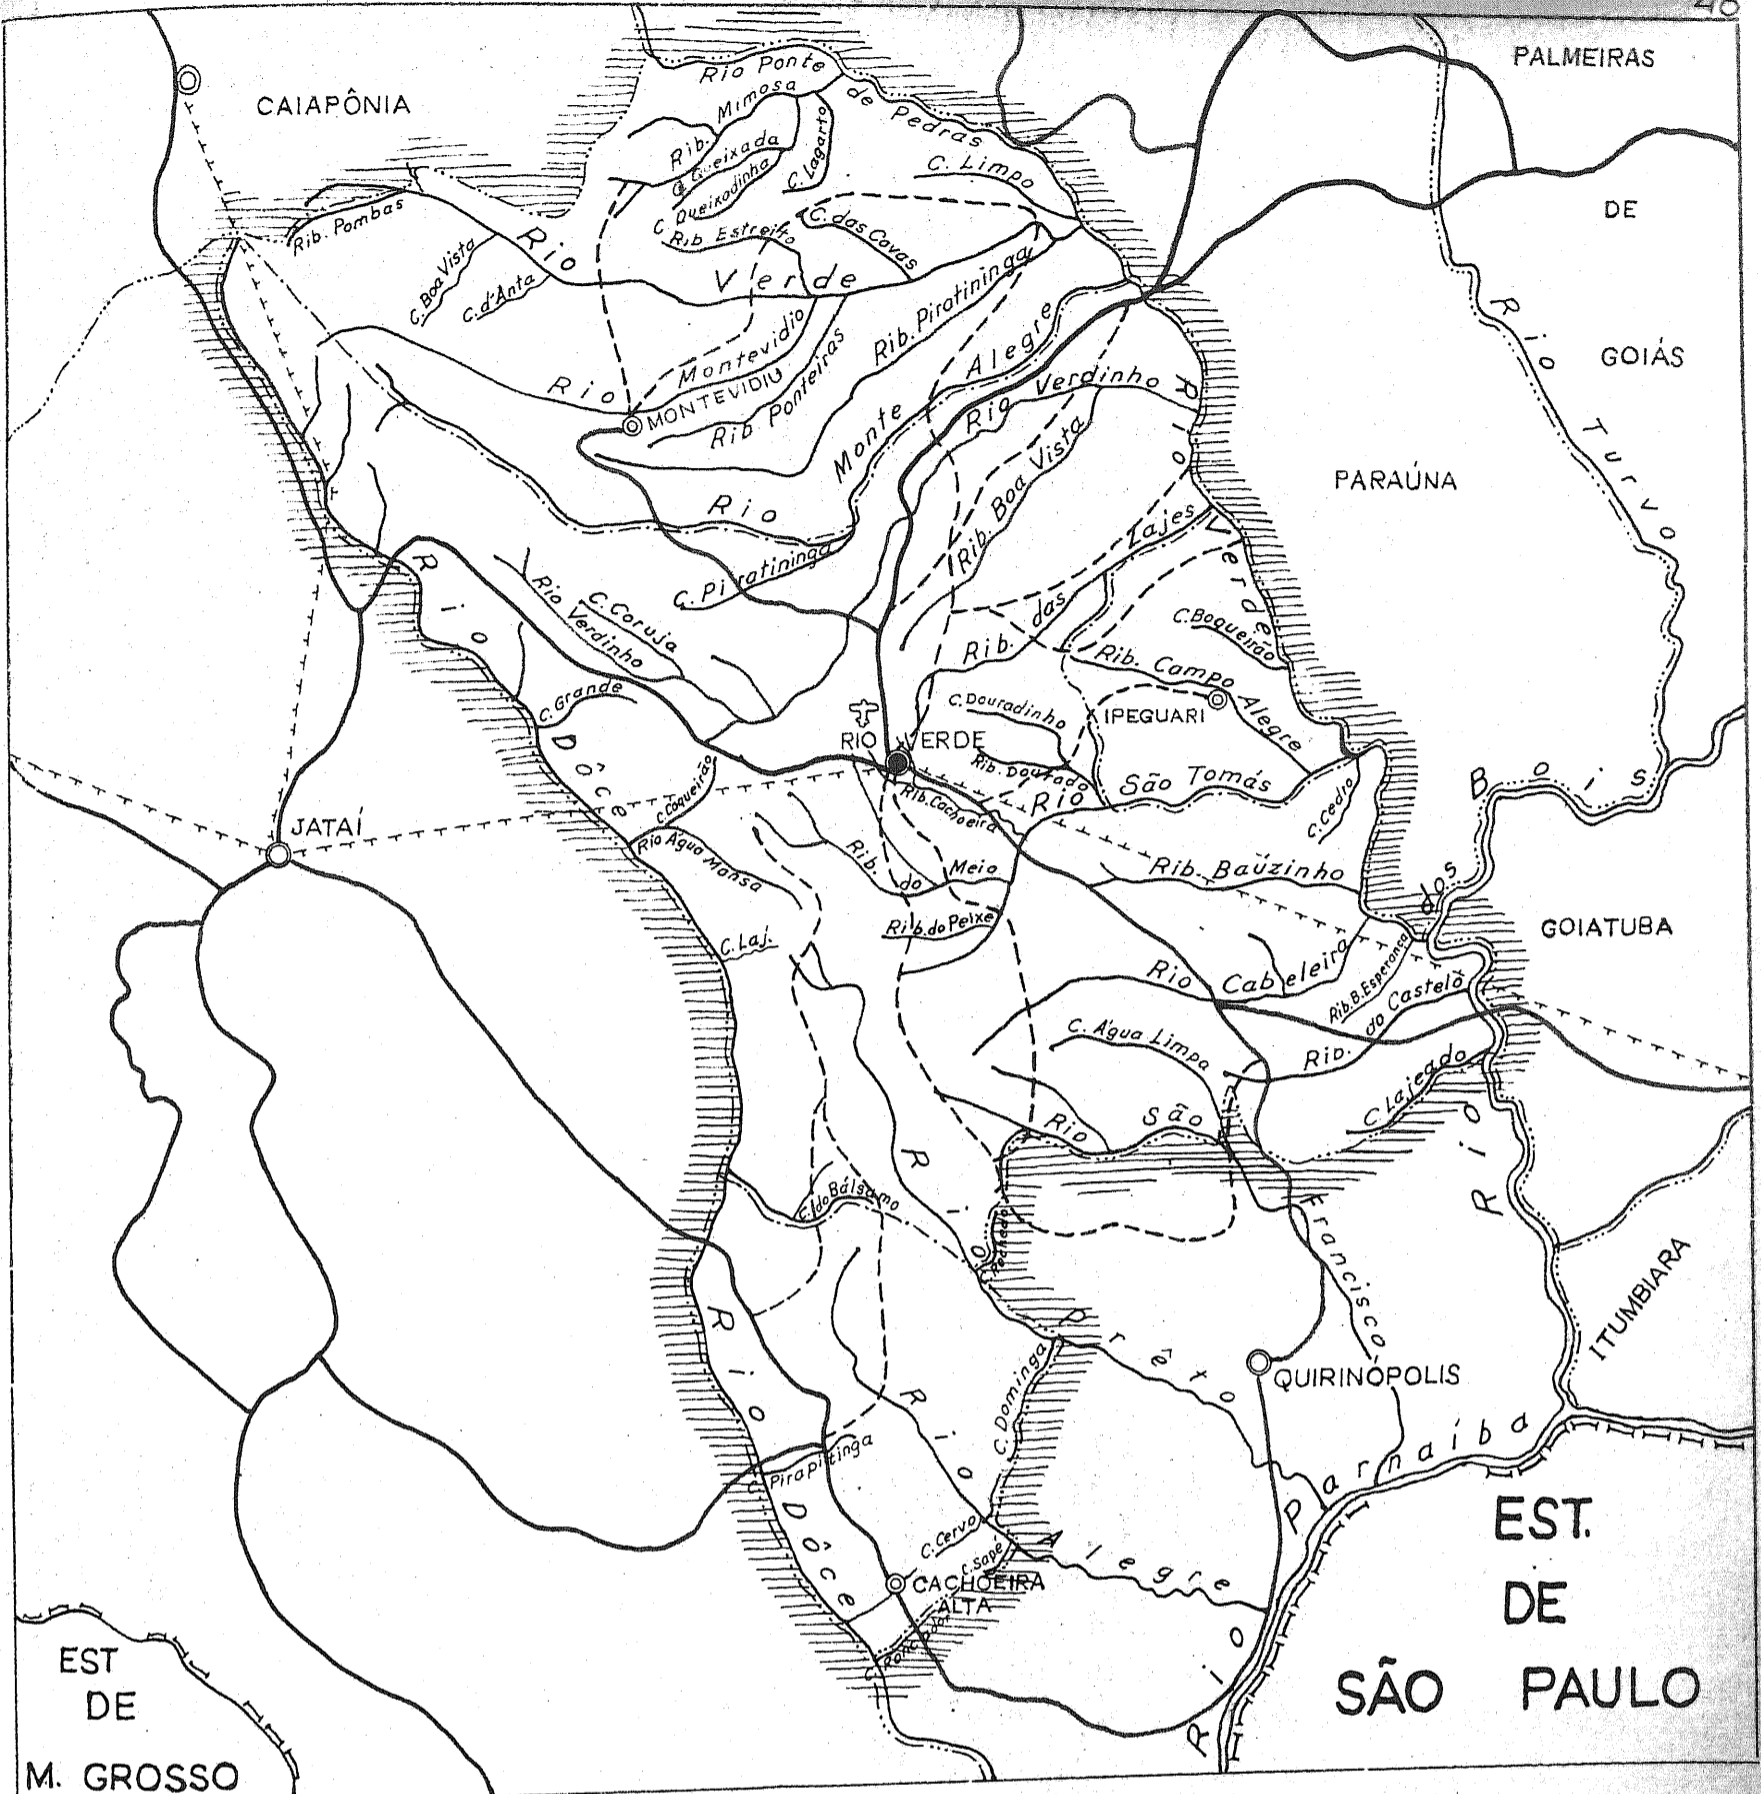 46
PALMEIRAS
DE
GOIÁS
CAIAPÔNIA
Rio Ponte
de Pedras
Rib. Mimosa
C. Queixada
C. Queixadinha
C. Lagarto
C. Limpo
Rib. Pombas
C. Boa Vista
C. d'Anta
Rio Verde
Rib Estreito
C. das Covas
Rib. Piratininga
Rio Montevidio
MONTEVIDIU
Rib Ponteiras
Rio Monte Alegre
Rio Verdinho
Rib. Boa Vista
Rio Verde
Rio Turvo
PARAÚNA
C. Piratininga
Rib. das Lajes
C. Boqueirão
Rio Verdinho
C. Coruja
C. Grande
Rib. Campo Alegre
C. Douradinho
IPEGUARI
RIO VERDE
Rib. Dourado
Rio São Tomás
C. Cedro
Rib. Cachoeira
Rio Dôce
C. Coqueirão
JATAÍ
Rio Água Mansa
Rib. do Meio
Rib. do Peixe
C. Laj.
Rib. Baúzinho
Rio dos Bois
GOIATUBA
Rio Cabeleira
Rib. B. Esperança
Rib. do Castelo
C. Água Limpa
C Lajeado
Rio São Francisco
C. do Bálsamo
Rio Prêto
ITUMBIARA
QUIRINÓPOLIS
C. Dominga
Rio Alegre
Rio Dôce
C. Pirapitinga
C. Cervo
C. Sapé
CACHOEIRA
ALTA
C. Roncador
Rio Parnaíba
EST.
DE
SÃO PAULO
EST
DE
M. GROSSO